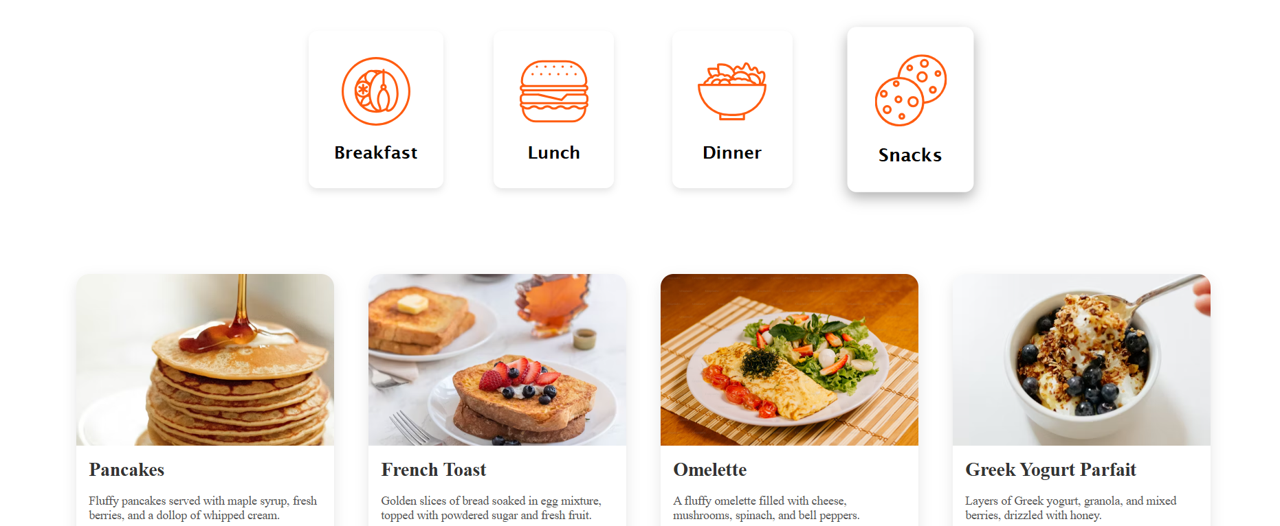 Breakfast
Lunch
Dinner
Snacks
Pancakes
Fluffy pancakes served with maple syrup, fresh
berries, and a dollop of whipped cream.
French Toast
Golden slices of bread soaked in egg mixture,
topped with powdered sugar and fresh fruit.
Omelette
A fluffy omelette filled with cheese,
mushrooms, spinach, and bell peppers.
Greek Yogurt Parfait
Layers of Greek yogurt, granola, and mixed
berries, drizzled with honey.